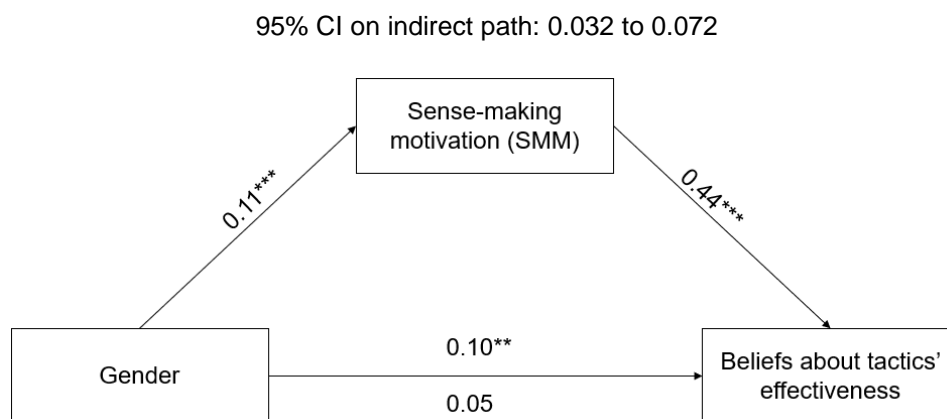 95% CI on indirect path: 0.032 to 0.072
Sense-making
motivation (SMM)
0.11***
0.44***
Gender
0.10**
0.05
Beliefs about tactics’
effectiveness